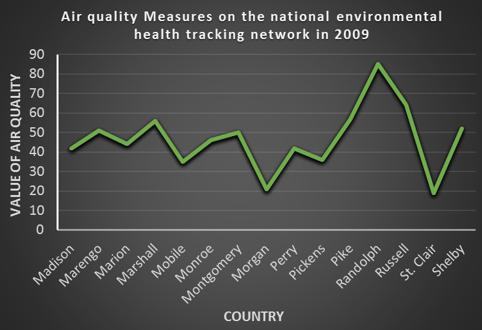 Air quality Measures on the national environmental
health tracking network in 2009
VALUE OF AIR QUALITY
90
80
70
60
50
40
30
20
10
0
Madison
Marengo
Marion
Marshall
Mobile
Monroe
Montgomery
Morgan
Perry
Pickens
Pike
Randolph
Russell
St. Clair
Shelby
COUNTRY